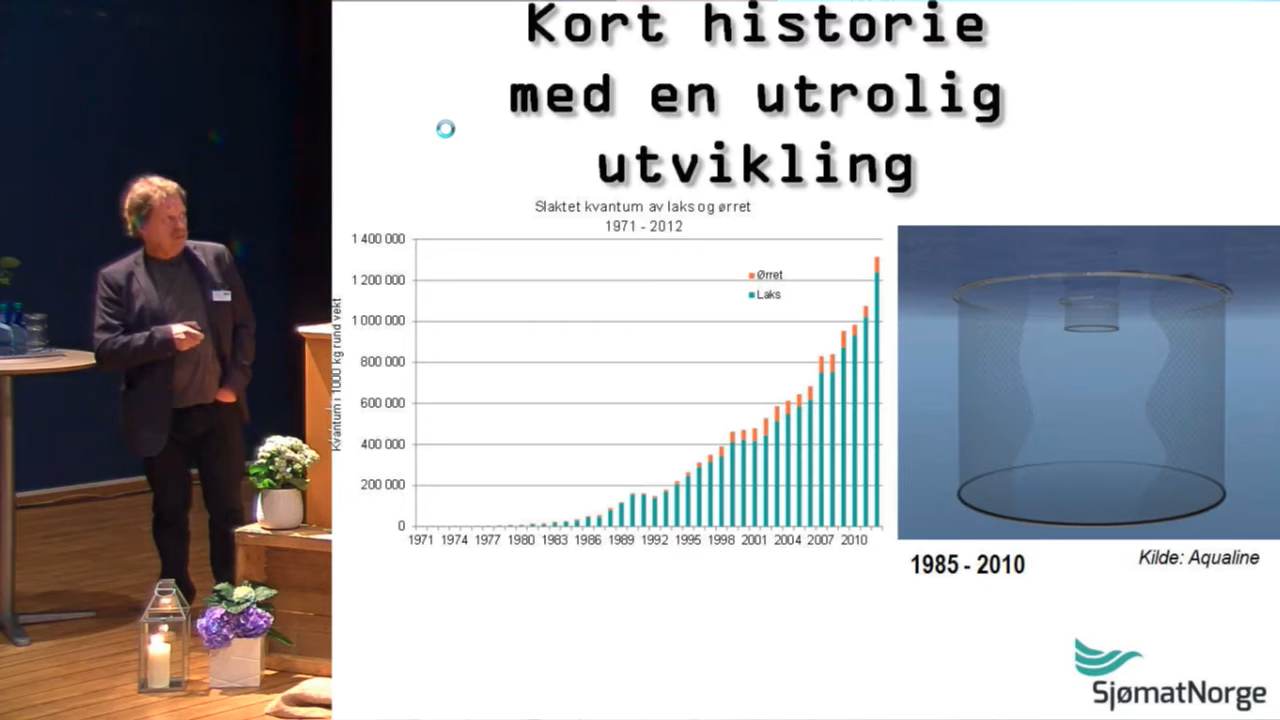 Kort historie
med en utrolig
utvikling
Slaktet kvantum av laks og ørret
1971 - 2012
Kvantum i 1000 kg rund vekt
1 400 000
1 200 000
1 000 000
800 000
600 000
400 000
200 000
0
Ørret
Laks
1971 1974 1977 1980 1983 1986 1989 1992 1995 1998 2001 2004 2007 2010
1985 - 2010
Kilde: Aqualine
SjømatNorge